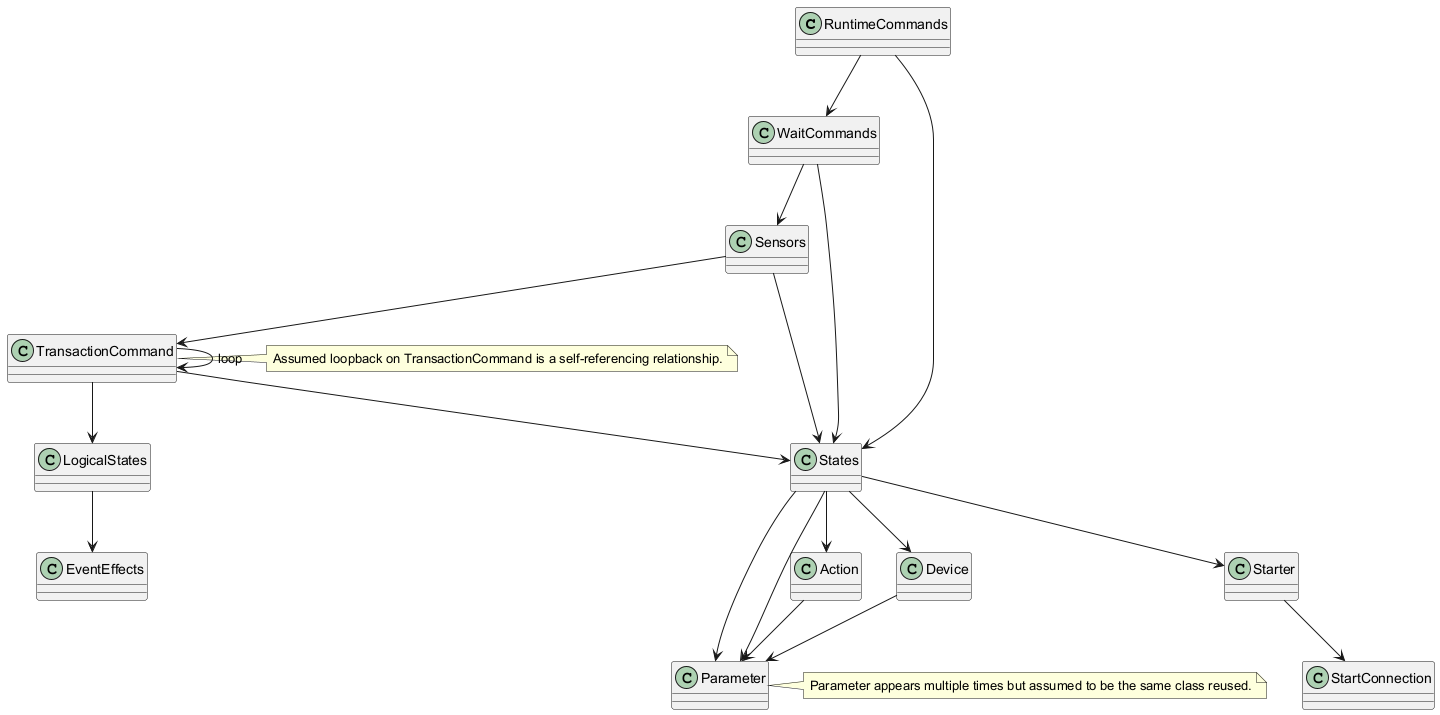 C RuntimeCommands
C WaitCommands
C Sensors
C TransactionCommand
loop
Assumed loopback on TransactionCommand is a self-referencing relationship.
C LogicalStates
C States
C EventEffects
C Action
C Device
C Starter
C Parameter
Parameter appears multiple times but assumed to be the same class reused.
C StartConnection